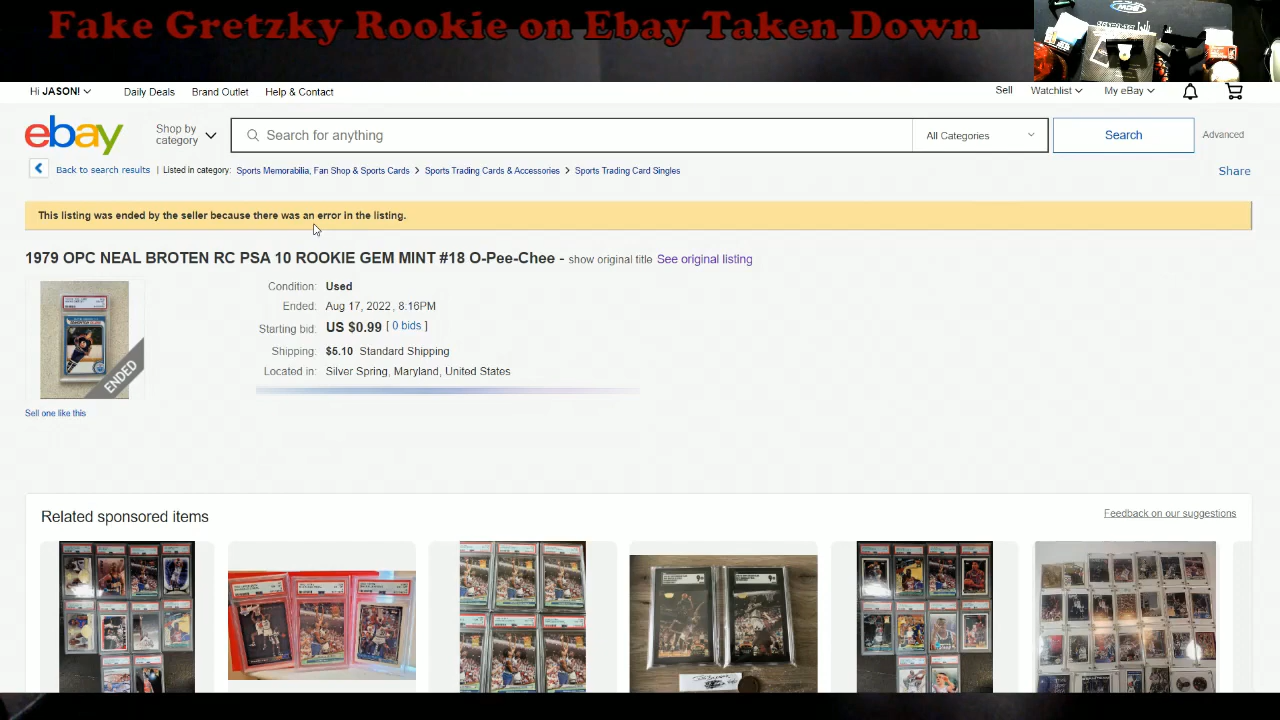 Fake Gretzky Rookie on Ebay Taken Down
Hi JASON! Daily Deals Brand Outlet Help & Contact Sell Watchlist My eBay
ebay Shop by category Search for anything All Categories Search Advanced
Back to search results | Listed in category: Sports Memorabilia, Fan Shop & Sports Cards > Sports Trading Cards & Accessories > Sports Trading Card Singles Share
This listing was ended by the seller because there was an error in the listing.
1979 OPC NEAL BROTEN RC PSA 10 ROOKIE GEM MINT #18 O-Pee-Chee - show original title See original listing
Condition: Used
Ended: Aug 17, 2022 , 8:16PM
Starting bid: US $0.99 [ 0 bids ]
Shipping: $5.10 Standard Shipping
Located in: Silver Spring, Maryland, United States
ENDED
Sell one like this
Related sponsored items Feedback on our suggestions